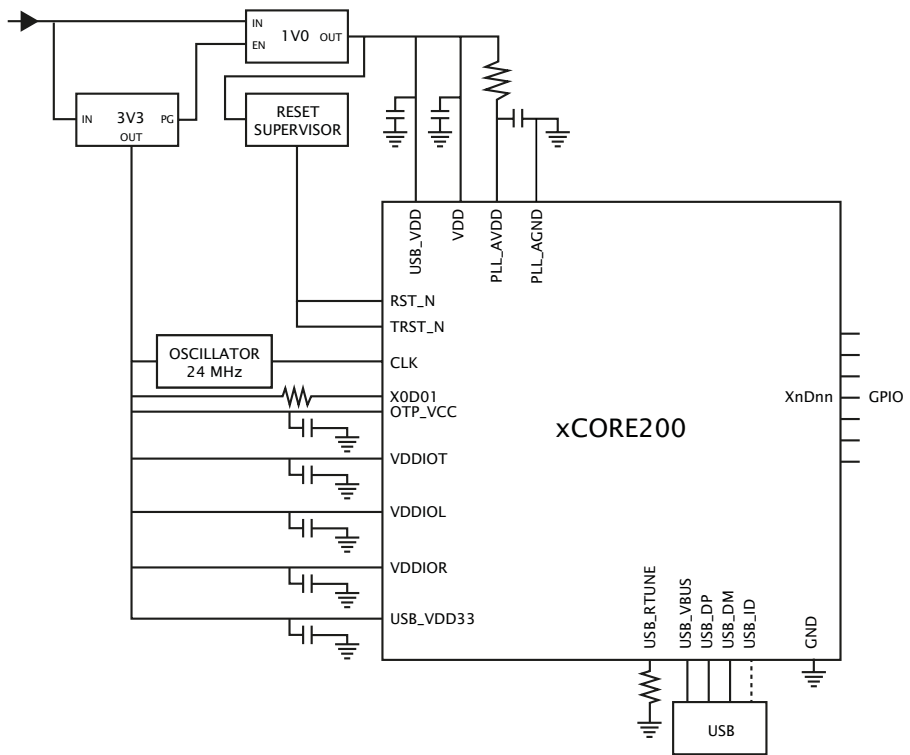 IN
1V0
OUT
EN
IN
3V3
PG
OUT
RESET
SUPERVISOR
USB_VDD
VDD
PLL_AVDD
PLL_AGND
RST_N
TRST_N
OSCILLATOR
24 MHz
CLK
X0D01
OTP_VCC
XnDnn
GPIO
xCORE200
VDDIOT
VDDIOL
VDDIOR
USB_VDD33
USB_RTUNE
USB_VBUS
USB_DP
USB_DM
USB_ID
GND
USB